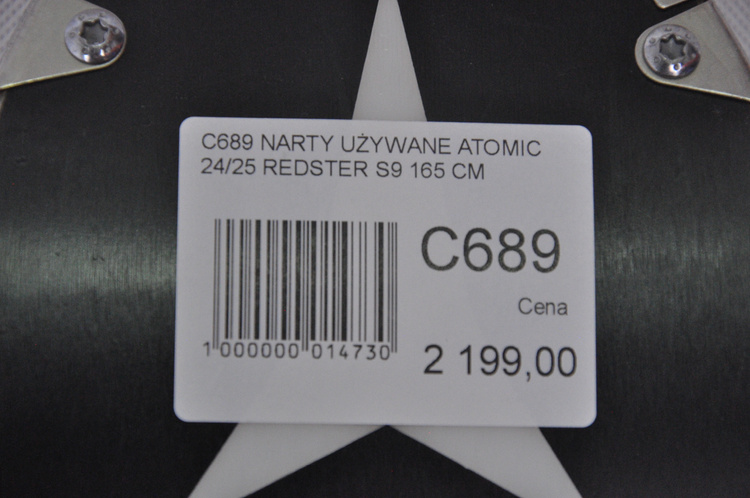 C689 NARTY UŻYWANE ATOMIC
24/25 REDSTER S9 165 CM
C689
Cena
2 199,00
1 000000 014730